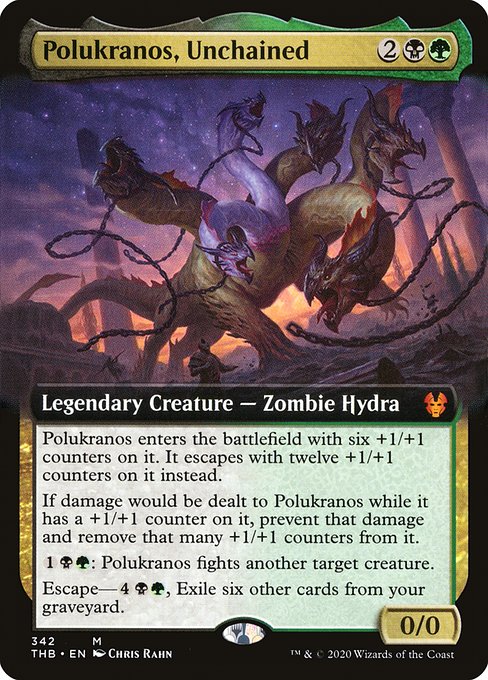 Polukranos, Unchained 2
Legendary Creature — Zombie Hydra
Polukranos enters the battlefield with six +1/+1
counters on it. It escapes with twelve +1/+1
counters on it instead.
If damage would be dealt to Polukranos while it
has a +1/+1 counter on it, prevent that damage
and remove that many +1/+1 counters from it.
1 : Polukranos fights another target creature.
Escape—4 , Exile six other cards from your
graveyard.
0/0
342 M
THB • EN Chris Rahn ™ & © 2020 Wizards of the Coast